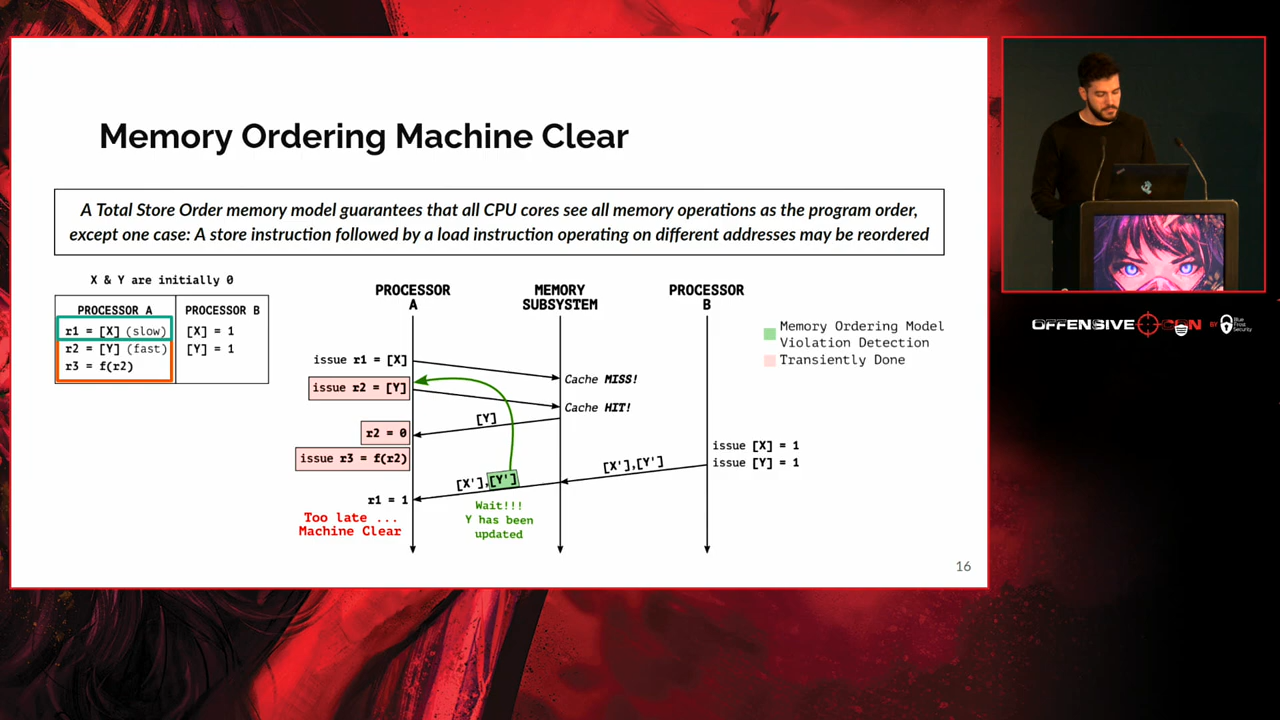 Memory Ordering Machine Clear
A Total Store Order memory model guarantees that all CPU cores see all memory operations as the program order,
except one case: A store instruction followed by a load instruction operating on different addresses may be reordered
X & Y are initially 0
PROCESSOR A
PROCESSOR B
r1 = [X] (slow)
[X] = 1
r2 = [Y] (fast)
[Y] = 1
r3 = f(r2)
PROCESSOR
A
MEMORY
SUBSYSTEM
PROCESSOR
B
Memory Ordering Model
Violation Detection
Transiently Done
issue r1 = [X]
Cache MISS!
issue r2 = [Y]
Cache HIT!
[Y]
r2 = 0
issue [X] = 1
issue r3 = f(r2)
issue [Y] = 1
[X'],[Y']
[X'],[Y']
r1 = 1
Too late ...
Machine Clear
Wait!!!
Y has been
updated
16
OFFENSIVE CON
BY Blue Frost Security